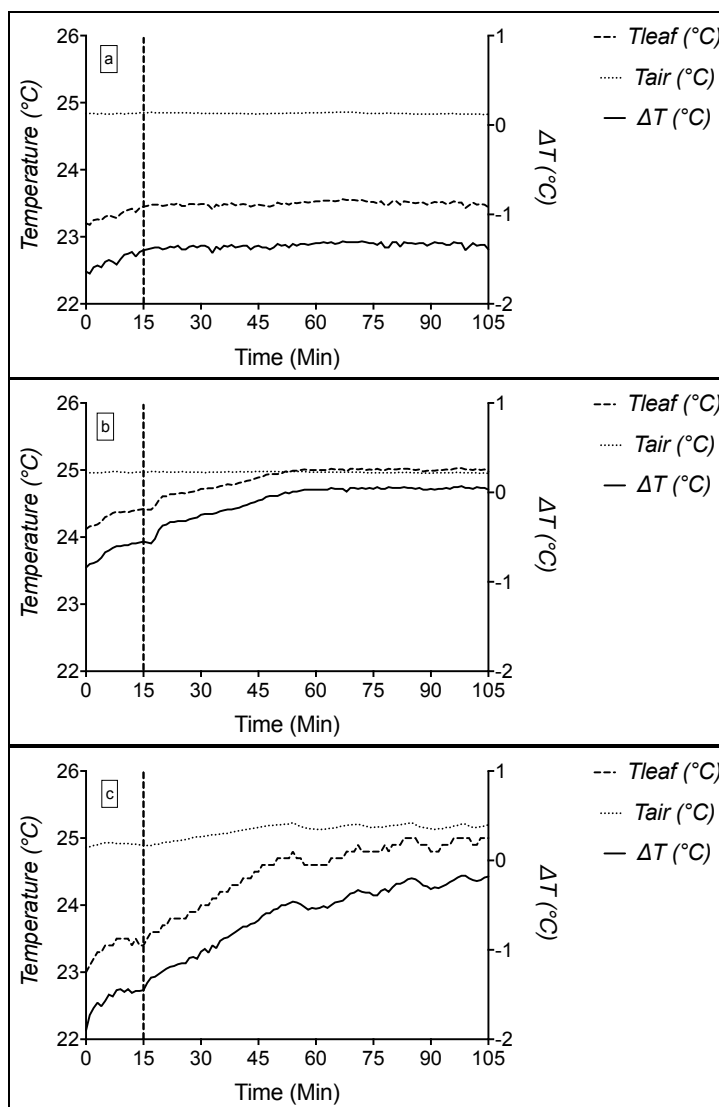 a
26
25
24
23
22
Temperature (°C)
1
0
-1
-2
ΔT (°C)
0 15 30 45 60 75 90 105
Time (Min)
Tleaf (°C)
Tair (°C)
ΔT (°C)
b
26
25
24
23
22
Temperature (°C)
1
0
-1
-2
ΔT (°C)
0 15 30 45 60 75 90 105
Time (Min)
Tleaf (°C)
Tair (°C)
ΔT (°C)
c
26
25
24
23
22
Temperature (°C)
1
0
-1
-2
ΔT (°C)
0 15 30 45 60 75 90 105
Time (Min)
Tleaf (°C)
Tair (°C)
ΔT (°C)